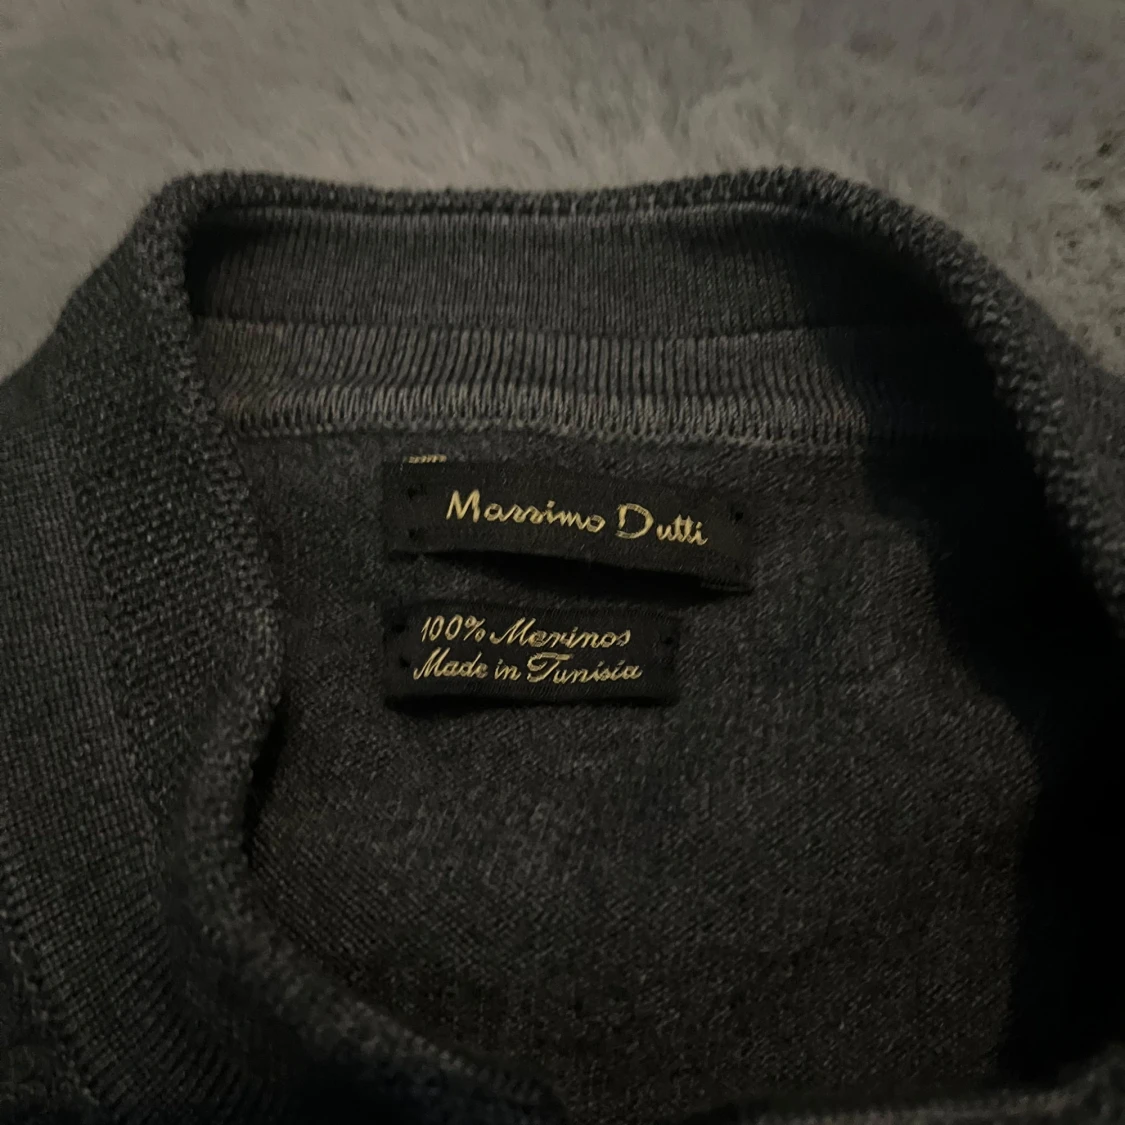 Massimo Dutti
100% Merinos
Made in Tunisia